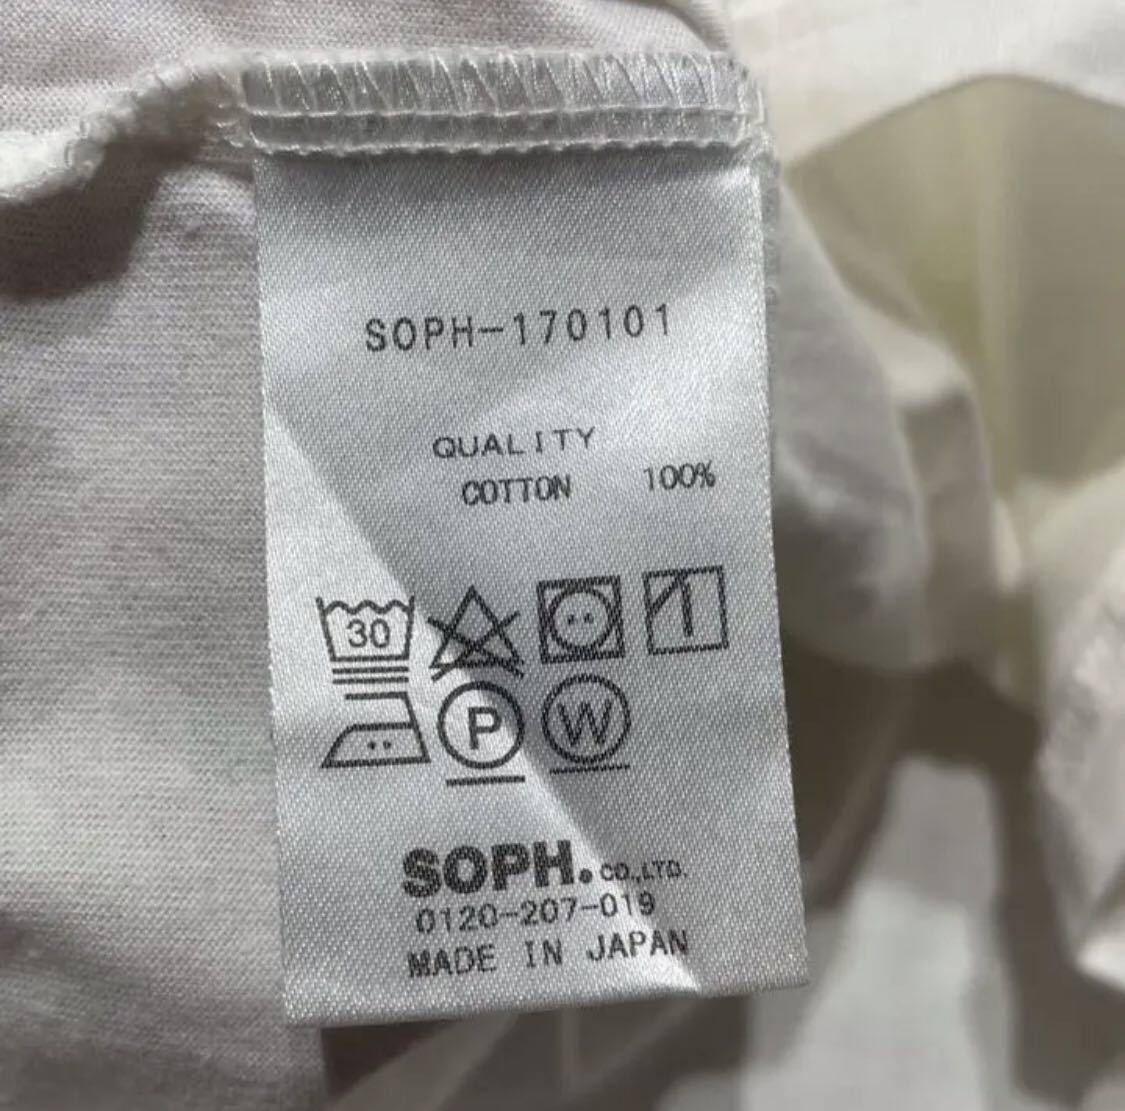 SOPH-170101
QUALITY
COTTON 100%
30
P W
SOPH. CO.,LTD.
0120-207-019
MADE IN JAPAN